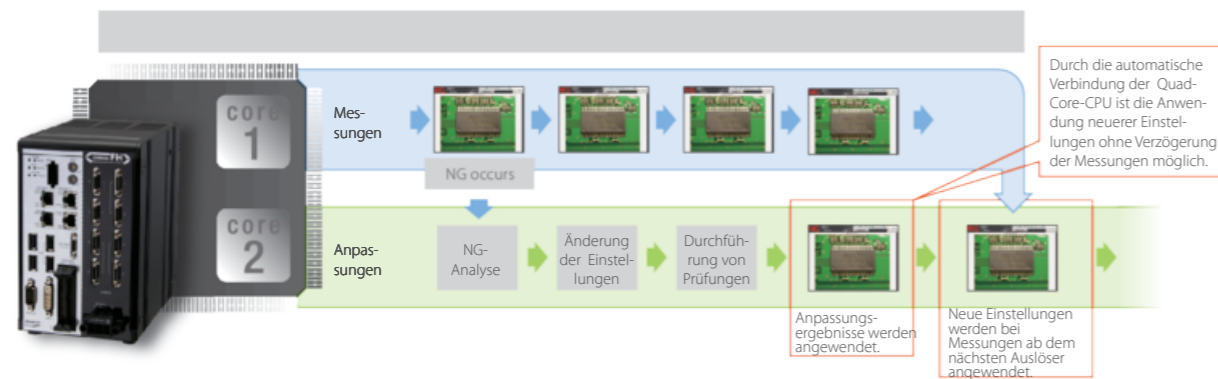 Durch die automatische
Verbindung der Quad-
Core-CPU ist die Anwen-
dung neuerer Einstel-
lungen ohne Verzögerung
der Messungen möglich.
core
1
Mes-
sungen
NG occurs
core
2
Anpas-
sungen
NG-
Analyse
Änderung
der Einstel-
lungen
Durchfüh-
rung von
Prüfungen
Anpassungs-
ergebnisse werden
angewendet.
Neue Einstellungen
werden bei
Messungen ab dem
nächsten Auslöser
angewendet.
FH